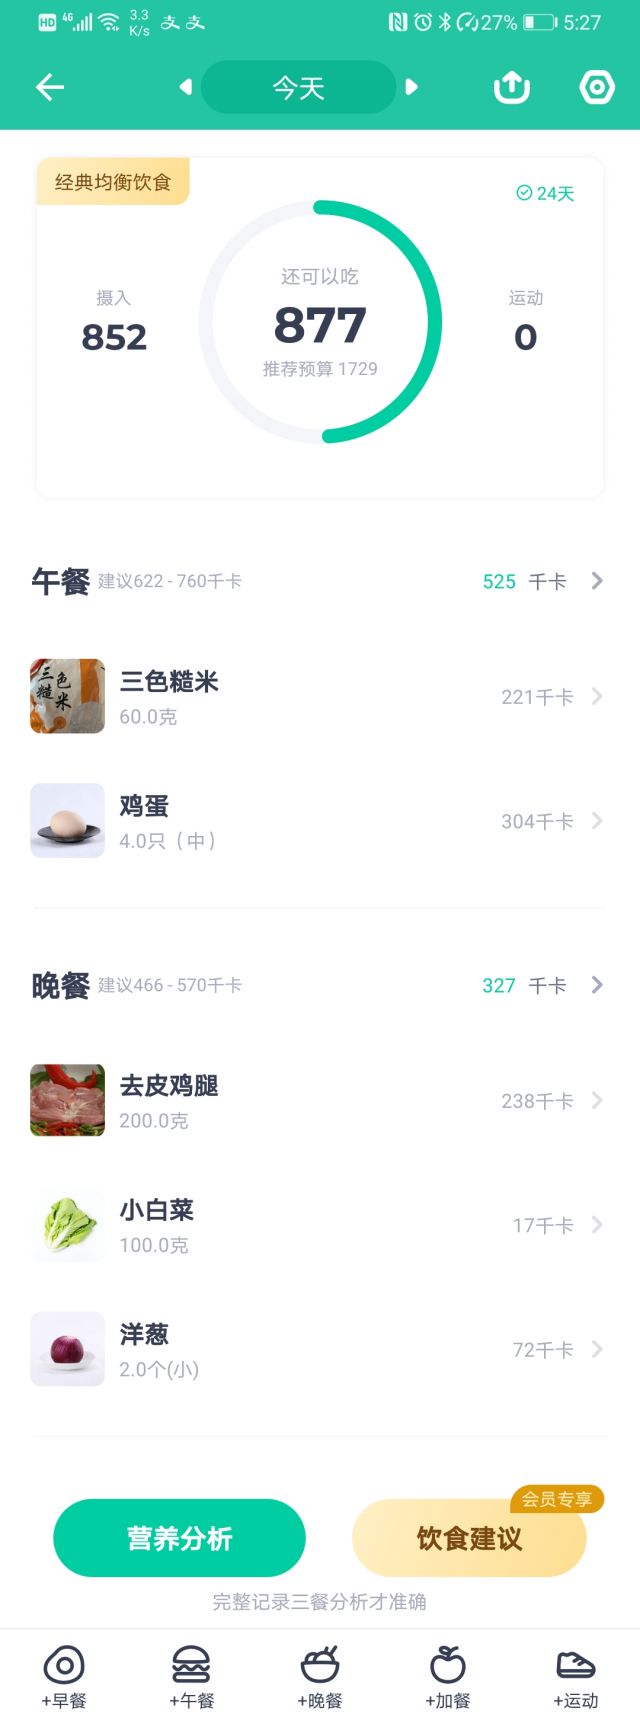 HD 4G 3.3 K/s 支 支 27% 5:27
今天
经典均衡饮食
24天
还可以吃
摄入
运动
852
877
0
推荐预算 1729
午餐 建议622 - 760千卡 525 千卡
三色糙米
三色糙米
60.0克
221千卡
鸡蛋
4.0只（中）
304千卡
晚餐 建议466 - 570千卡 327 千卡
去皮鸡腿
200.0克
238千卡
小白菜
100.0克
17千卡
洋葱
2.0个(小)
72千卡
会员专享
营养分析
饮食建议
完整记录三餐分析才准确
+早餐 +午餐 +晚餐 +加餐 +运动